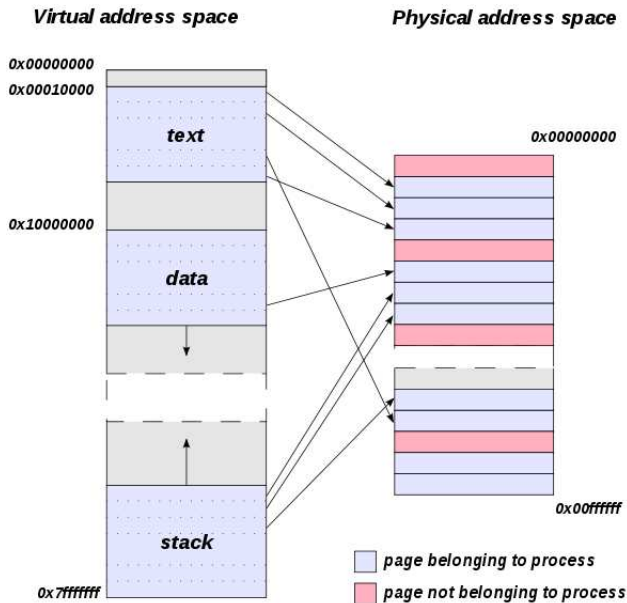 Virtual address space
Physical address space
0x00000000
0x00010000
text
0x00000000
0x10000000
data
stack
0x00ffffff
0x7fffffff
page belonging to process
page not belonging to process